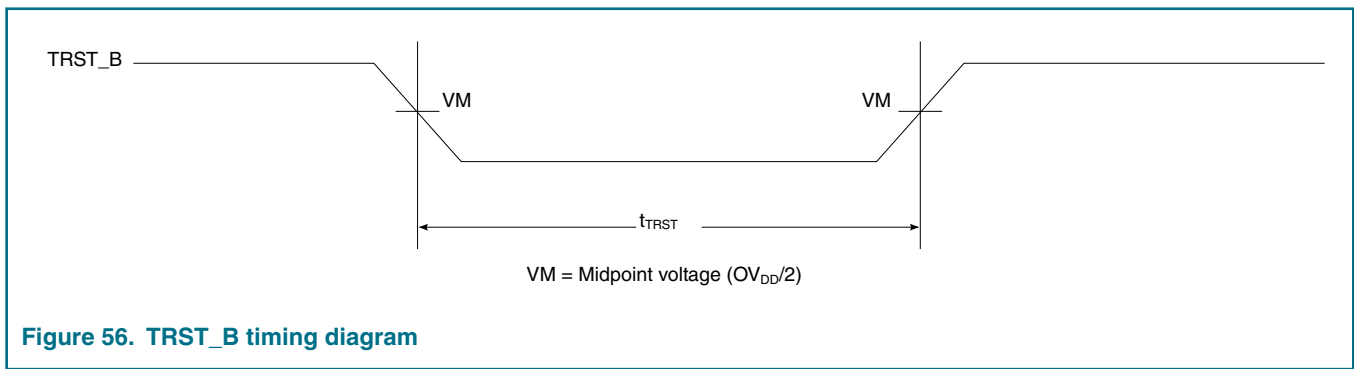 TRST_B
VM VM
tTRST
VM = Midpoint voltage (OVDD/2)
Figure 56. TRST_B timing diagram